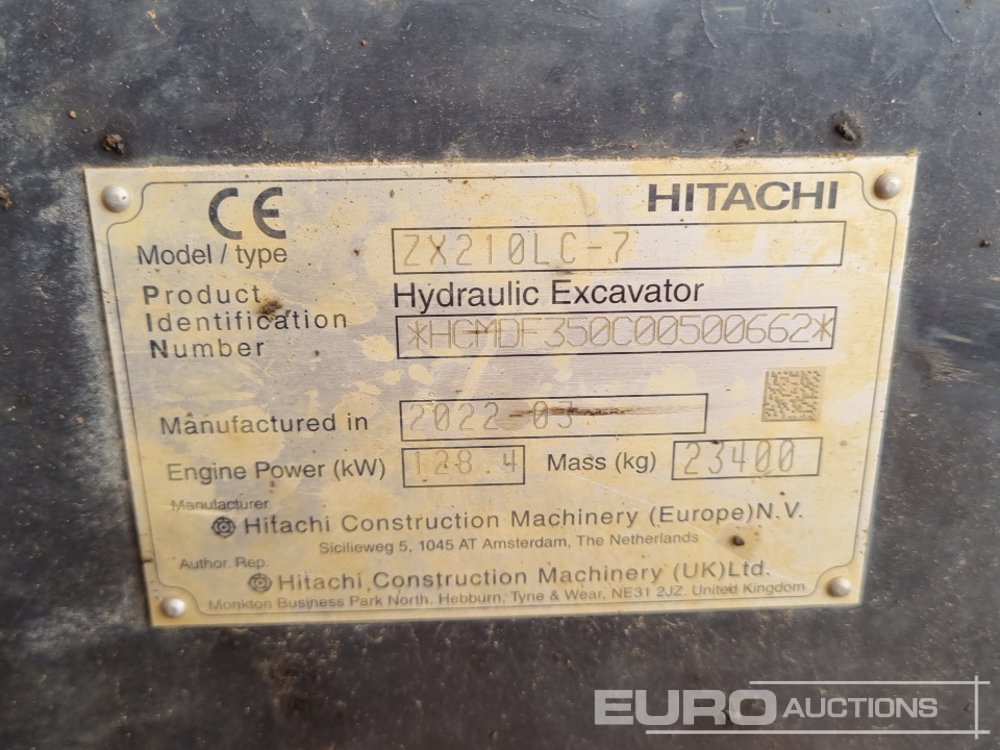 CE HITACHI
Model / type ZX210LC-7
Product Hydraulic Excavator
Identification
Number *HCMDF350C00500662*
Manufactured in 2022-03
Engine Power (kW) 128.4 Mass (kg) 23400
Manufacturer
Hitachi Construction Machinery (Europe)N.V.
Sicilieweg 5, 1045 AT Amsterdam, The Netherlands
Author. Rep.
Hitachi Construction Machinery (UK)Ltd.
Monkton Business Park North, Hebburn, Tyne & Wear, NE31 2JZ. United Kingdom
EURO AUCTIONS